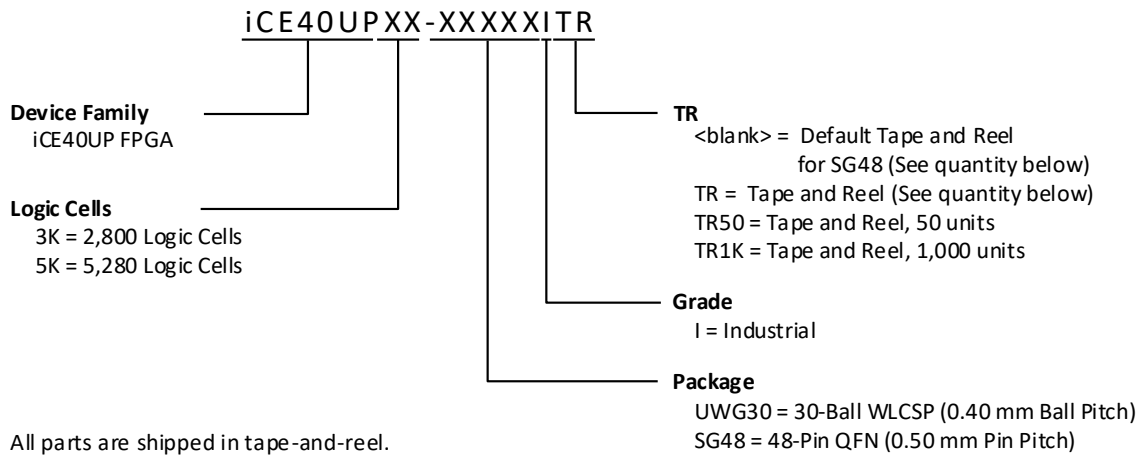 iCE40UPXX-XXXXXITR
Device Family
iCE40UP FPGA
Logic Cells
3K = 2,800 Logic Cells
5K = 5,280 Logic Cells
TR
<blank> = Default Tape and Reel
for SG48 (See quantity below)
TR = Tape and Reel (See quantity below)
TR50 = Tape and Reel, 50 units
TR1K = Tape and Reel, 1,000 units
Grade
I = Industrial
Package
UWG30 = 30-Ball WLCSP (0.40 mm Ball Pitch)
SG48 = 48-Pin QFN (0.50 mm Pin Pitch)
All parts are shipped in tape-and-reel.